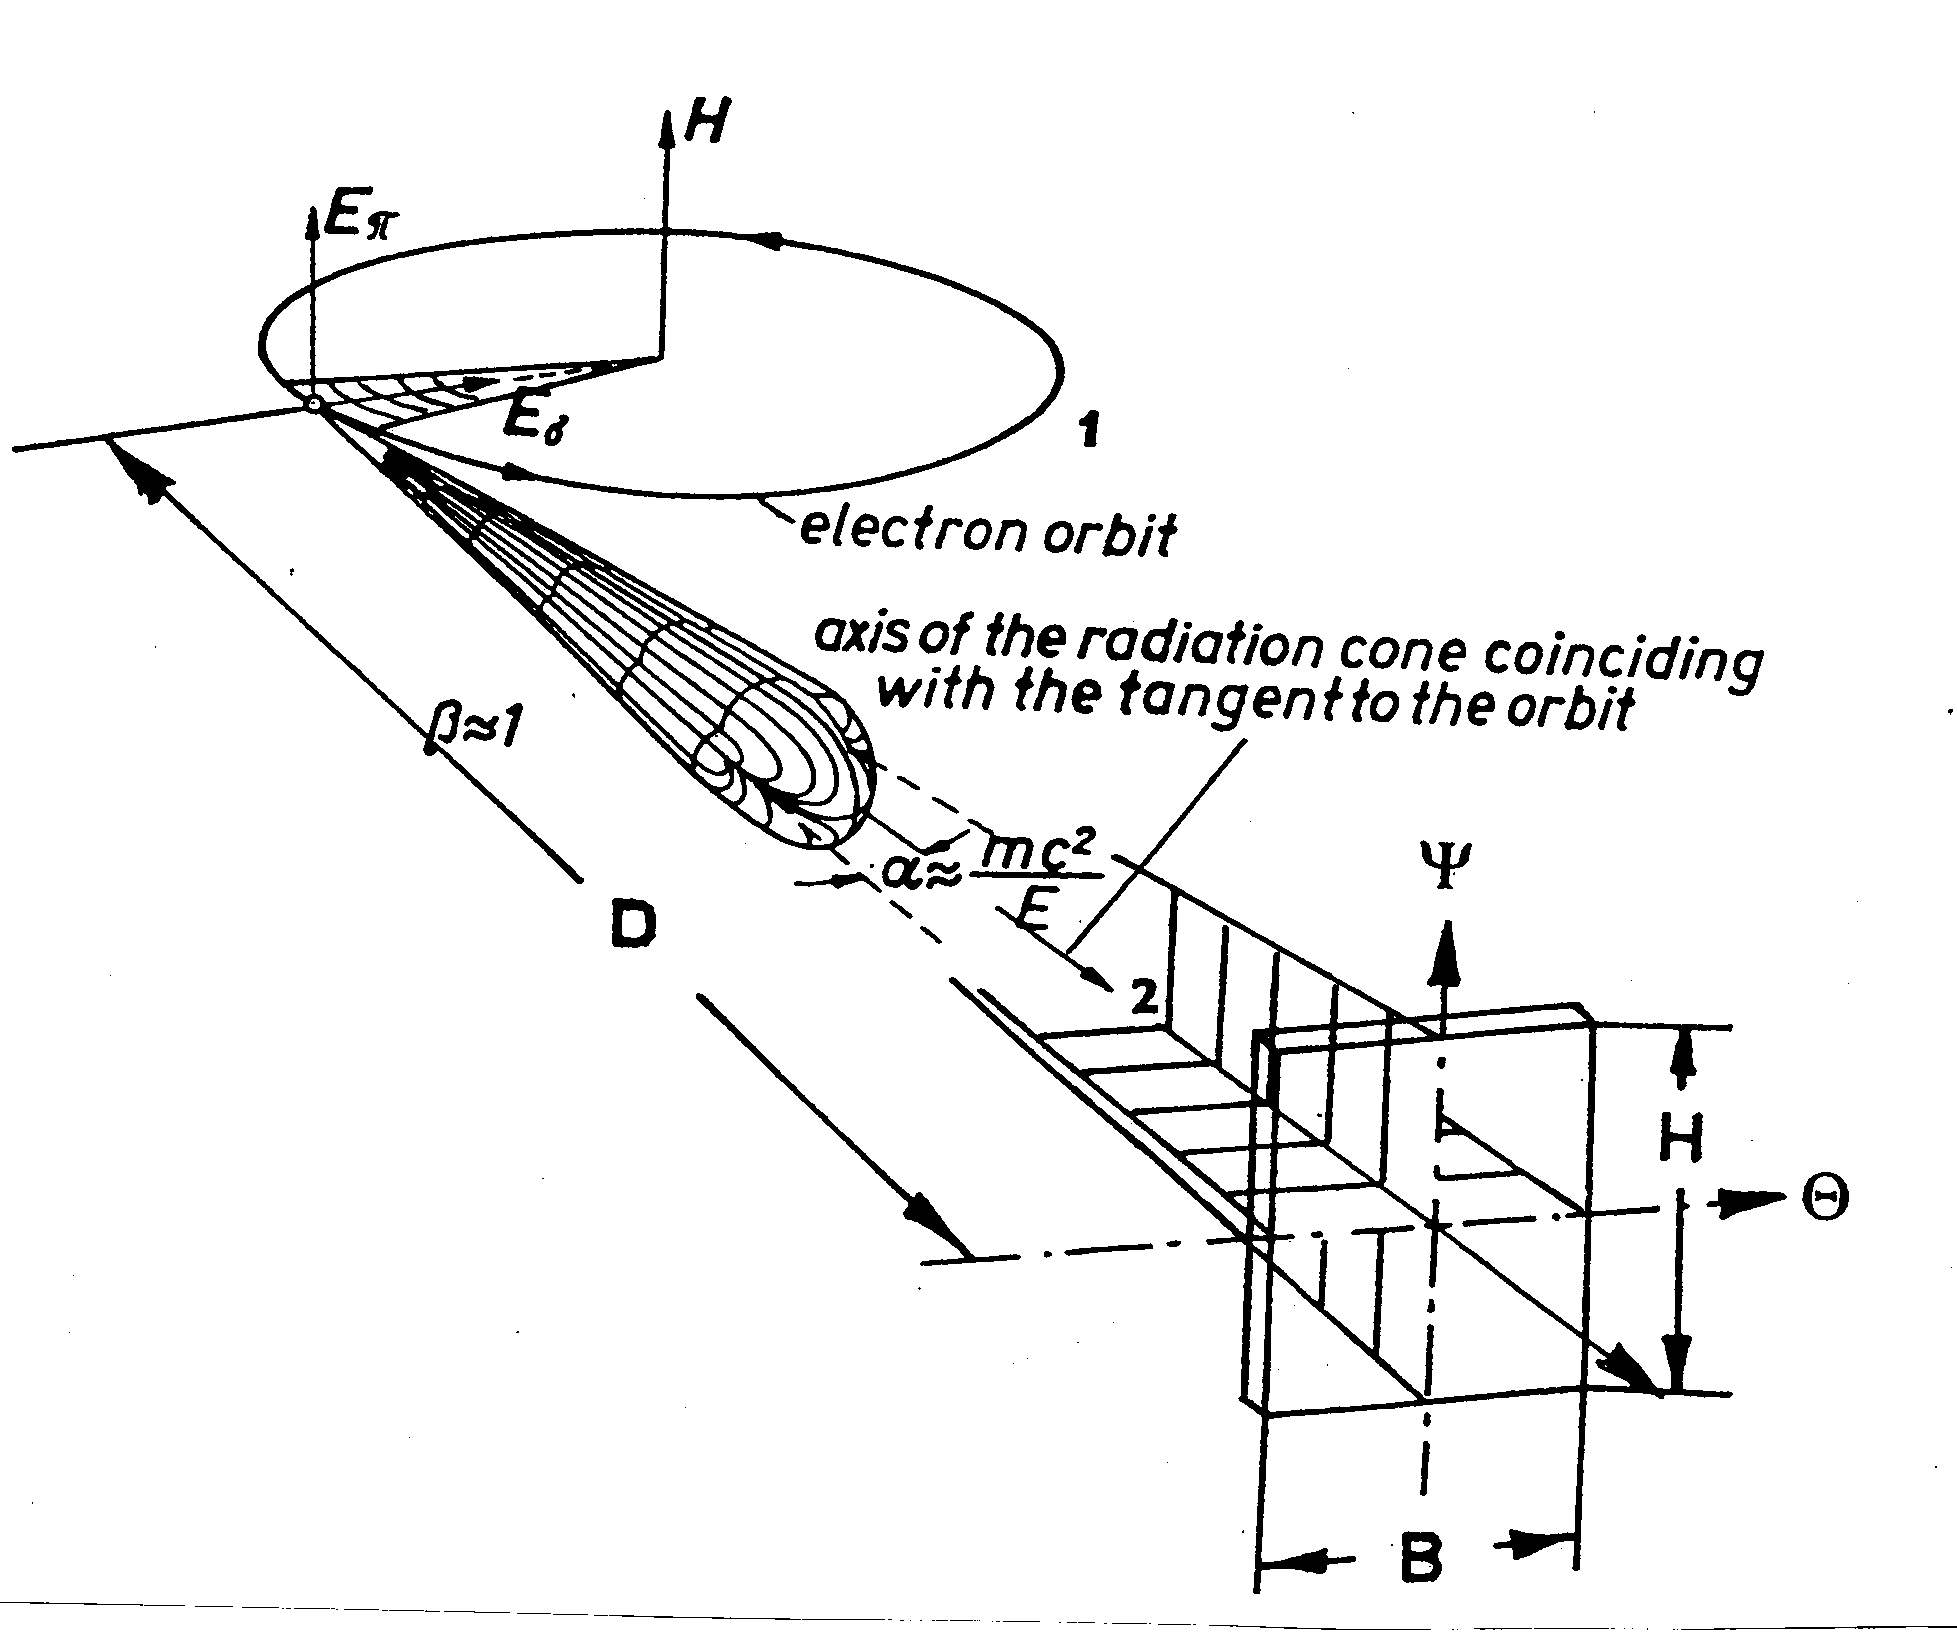 H
Eπ
Eσ
1
electron orbit
axis of the radiation cone coinciding
with the tangent to the orbit
β≈1
α≈ mc²
E
D
2
Ψ
H
Θ
B